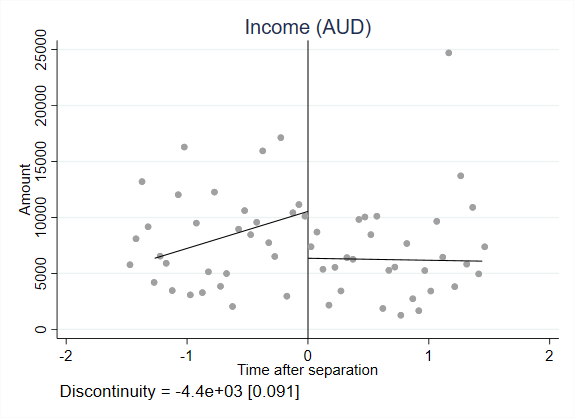 Income (AUD)
25000
20000
15000
10000
5000
0
Amount
-2 -1 0 1 2
Time after separation
Discontinuity = -4.4e+03 [0.091]